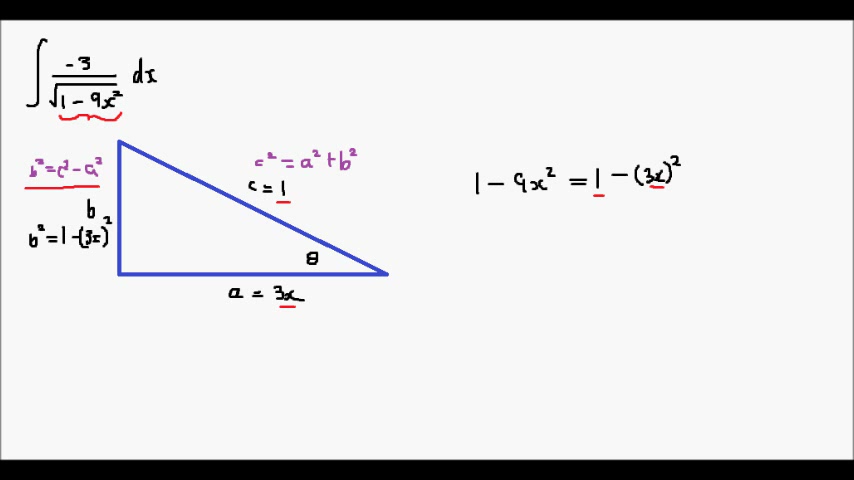 ∫ -3 / √(1 - 9x²) dx
b² = c² - a²
c² = a² + b²
c = 1
b
b² = 1 - (3x)²
θ
a = 3x
1 - 9x² = 1 - (3x)²